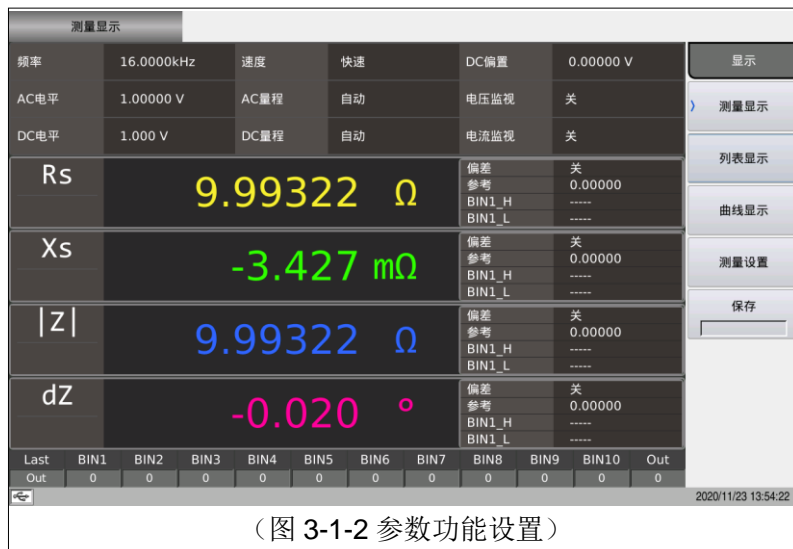 测量显示
频率 16.0000kHz 速度 快速 DC偏置 0.00000 V
AC电平 1.00000 V AC量程 自动 电压监视 关
DC电平 1.000 V DC量程 自动 电流监视 关
显示
测量显示
列表显示
曲线显示
测量设置
保存
Rs 9.99322 Ω
偏差 关
参考 0.00000
BIN1_H -----
BIN1_L -----
Xs -3.427 mΩ
偏差 关
参考 0.00000
BIN1_H -----
BIN1_L -----
|Z| 9.99322 Ω
偏差 关
参考 0.00000
BIN1_H -----
BIN1_L -----
dZ -0.020 °
偏差 关
参考 0.00000
BIN1_H -----
BIN1_L -----
Last BIN1 BIN2 BIN3 BIN4 BIN5 BIN6 BIN7 BIN8 BIN9 BIN10 Out
Out 0 0 0 0 0 0 0 0 0 0 0
2020/11/23 13:54:22
（图 3-1-2 参数功能设置）